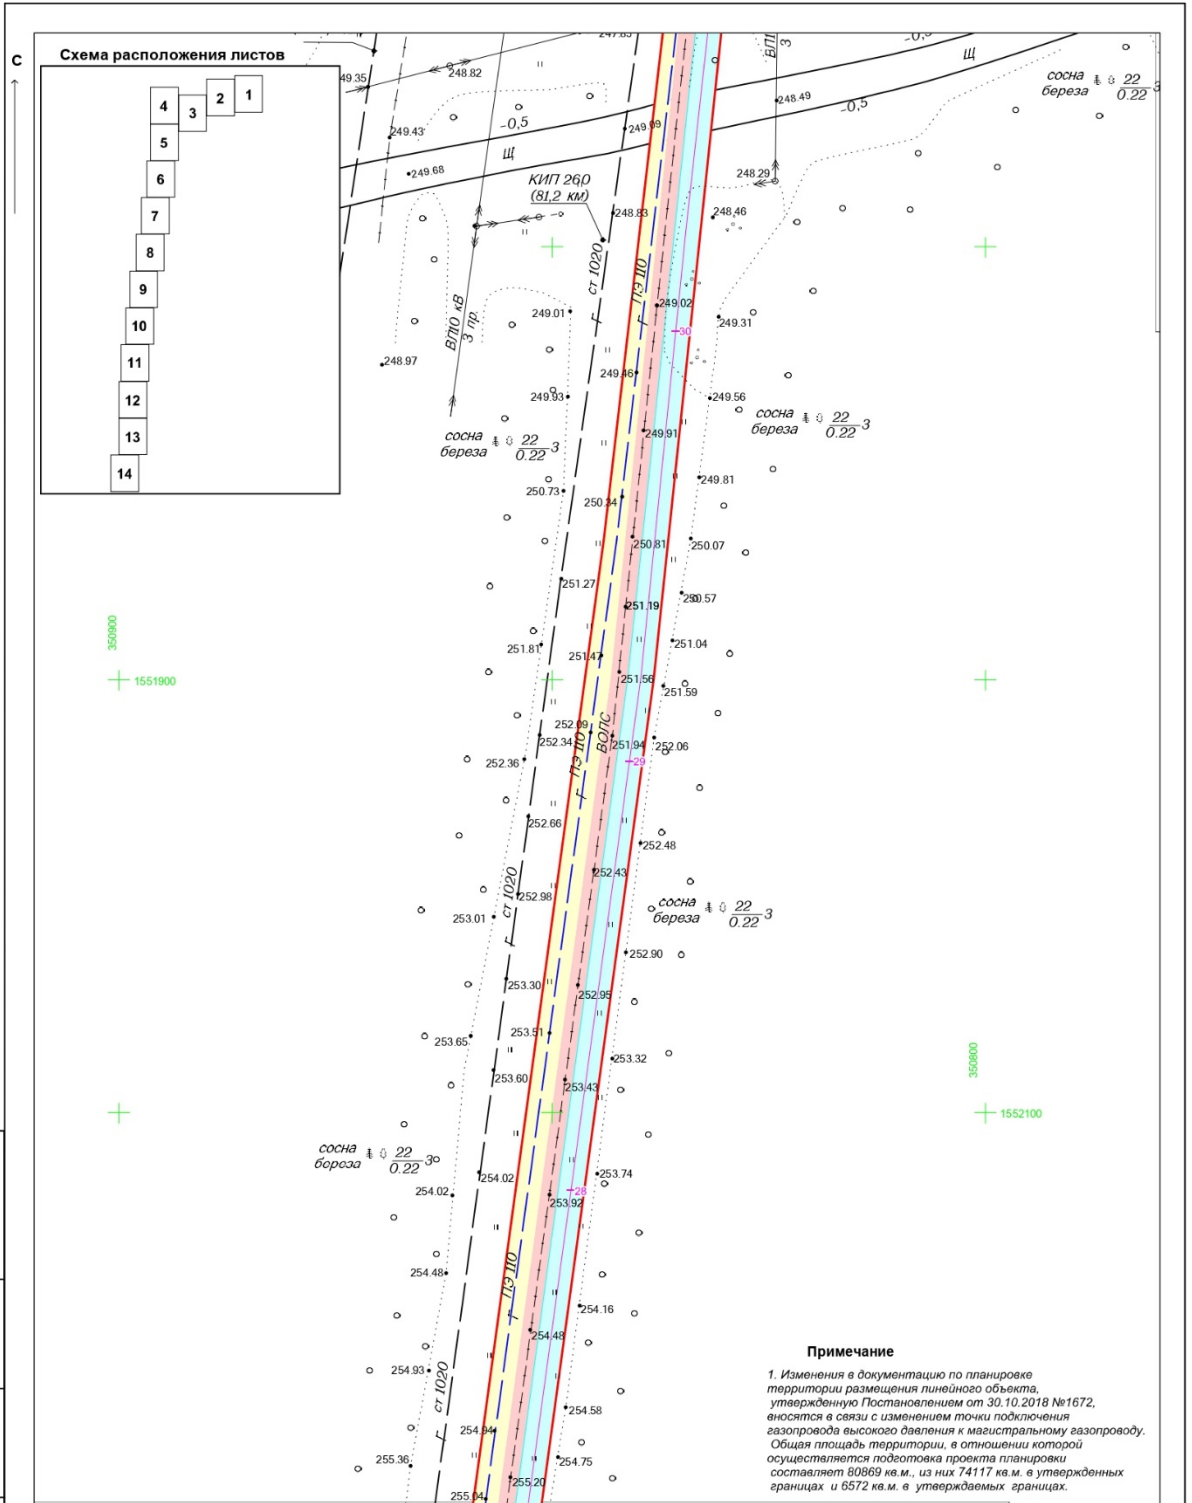 С
Схема расположения листов
1
2
3
4
5
6
7
8
9
10
11
12
13
14
249.43
248.82
249.68
-0,5
Щ
249.09
КИП 260
(81,2 км)
248.83
ВЛ10 кВ
3 пр.
ст 1020
Г
ПЭ 110
Г
248.49
-0,5
Щ
248.29
248.46
сосна
береза
22
0.22
3
249.02
249.31
30
249.01
248.97
249.46
249.93
249.56
249.91
сосна
береза
22
0.22
3
сосна
береза
22
0.22
3
249.81
250.73
250.34
250.81
250.07
251.27
251.19
250.57
350900
251.81
251.47
251.04
251.56
1551900
251.59
252.09
252.34
ПЭ 110
Г
ВОЛС
251.94
252.06
252.36
29
252.66
252.48
252.43
ст 1020
Г
252.98
253.01
сосна
береза
22
0.22
3
252.90
253.30
252.95
253.51
253.65
253.32
253.60
253.43
350800
1552100
сосна
береза
22
0.22
3
254.02
254.02
253.74
28
253.92
254.48
ПЭ 110
Г
254.16
254.48
254.93
ст 1020
Г
254.58
254.94
255.36
254.75
255.20
255.04
Примечание
1. Изменения в документацию по планировке
территории размещения линейного объекта,
утвержденную Постановлением от 30.10.2018 №1672,
вносятся в связи с изменением точки подключения
газопровода высокого давления к магистральному газопроводу.
Общая площадь территории, в отношении которой
осуществляется подготовка проекта планировки
составляет 80869 кв.м., из них 74117 кв.м. в утвержденных
границах и 6572 кв.м. в утверждаемых границах.